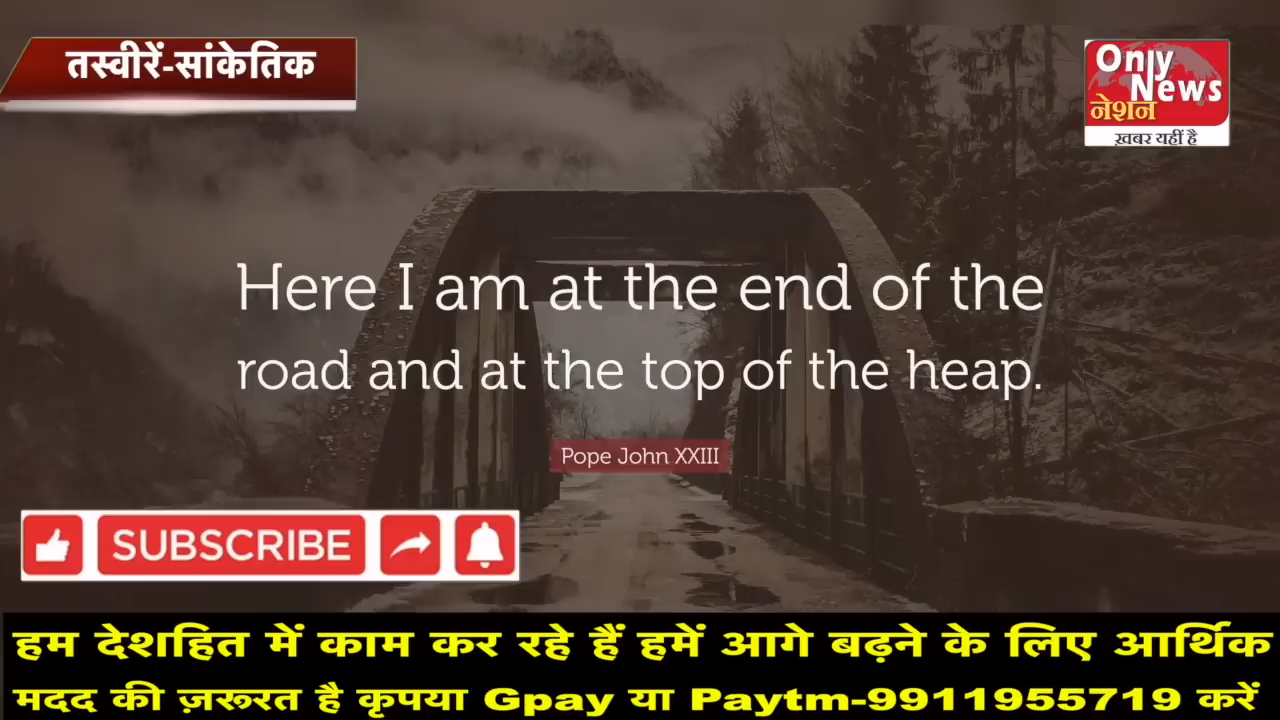 तस्वीरें-सांकेतिक
Only
News
नेशन
ख़बर यहीं है
Here I am at the end of the
road and at the top of the heap.
Pope John XXIII
SUBSCRIBE
हम देशहित में काम कर रहे हैं हमें आगे बढ़ने के लिए आर्थिक
मदद की ज़रूरत है कृपया Gpay या Paytm-9911955719 करें